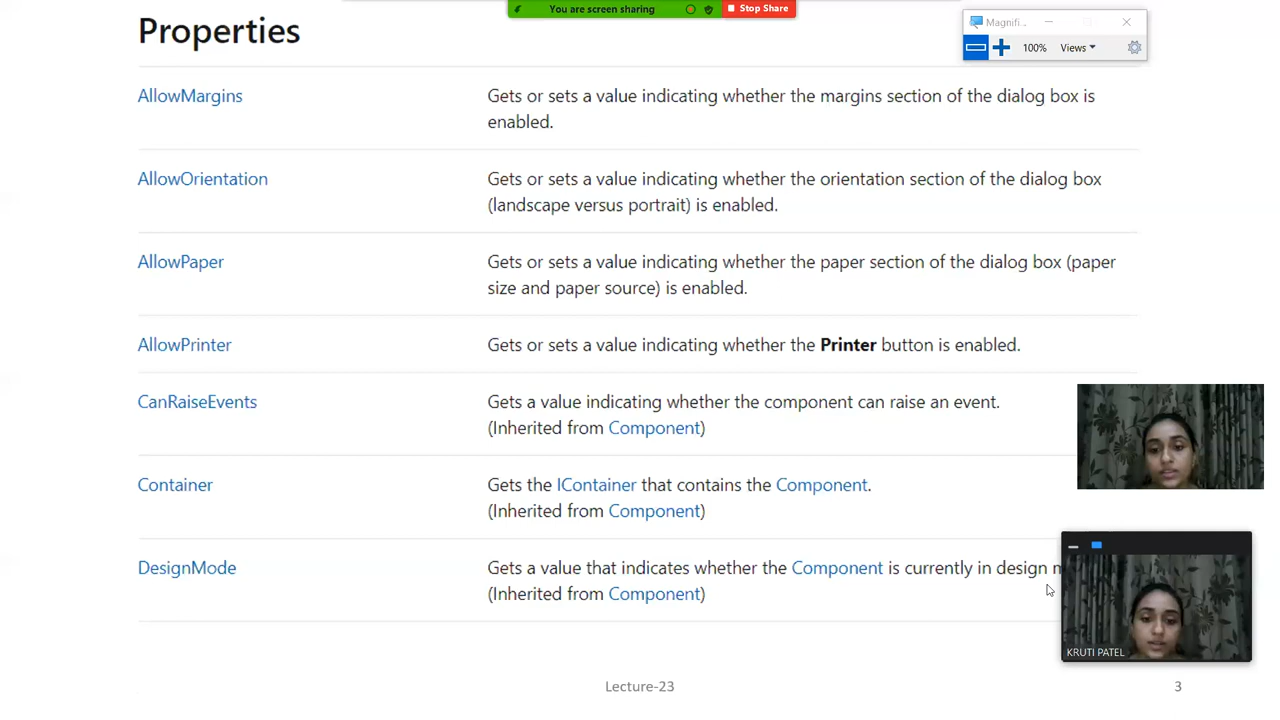 You are screen sharing
Stop Share
Properties
Magnifi...
100%
Views
AllowMargins
Gets or sets a value indicating whether the margins section of the dialog box is
enabled.
AllowOrientation
Gets or sets a value indicating whether the orientation section of the dialog box
(landscape versus portrait) is enabled.
AllowPaper
Gets or sets a value indicating whether the paper section of the dialog box (paper
size and paper source) is enabled.
AllowPrinter
Gets or sets a value indicating whether the Printer button is enabled.
CanRaiseEvents
Gets a value indicating whether the component can raise an event.
(Inherited from Component)
Container
Gets the IContainer that contains the Component.
(Inherited from Component)
DesignMode
Gets a value that indicates whether the Component is currently in design
(Inherited from Component)
KRUTI PATEL
Lecture-23
3